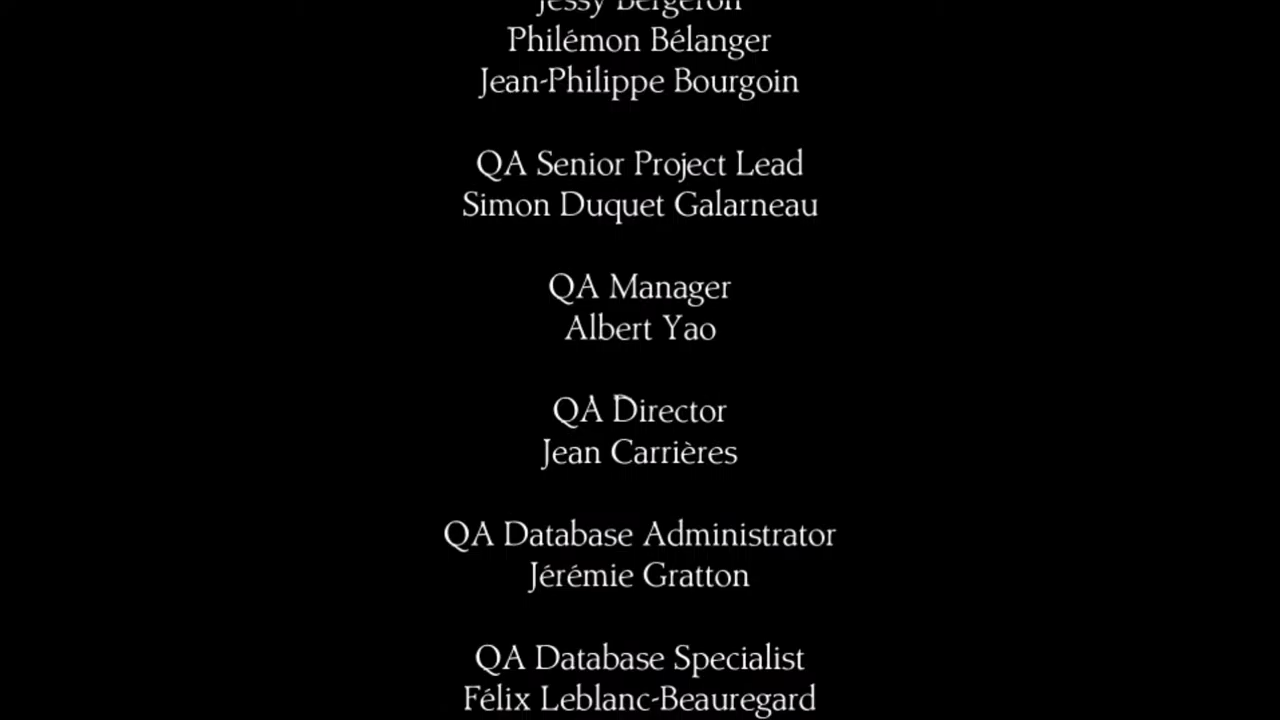 Jessy Bergeron
Philémon Bélanger
Jean-Philippe Bourgoin
QA Senior Project Lead
Simon Duquet Galarneau
QA Manager
Albert Yao
QA Director
Jean Carrières
QA Database Administrator
Jérémie Gratton
QA Database Specialist
Félix Leblanc-Beauregard